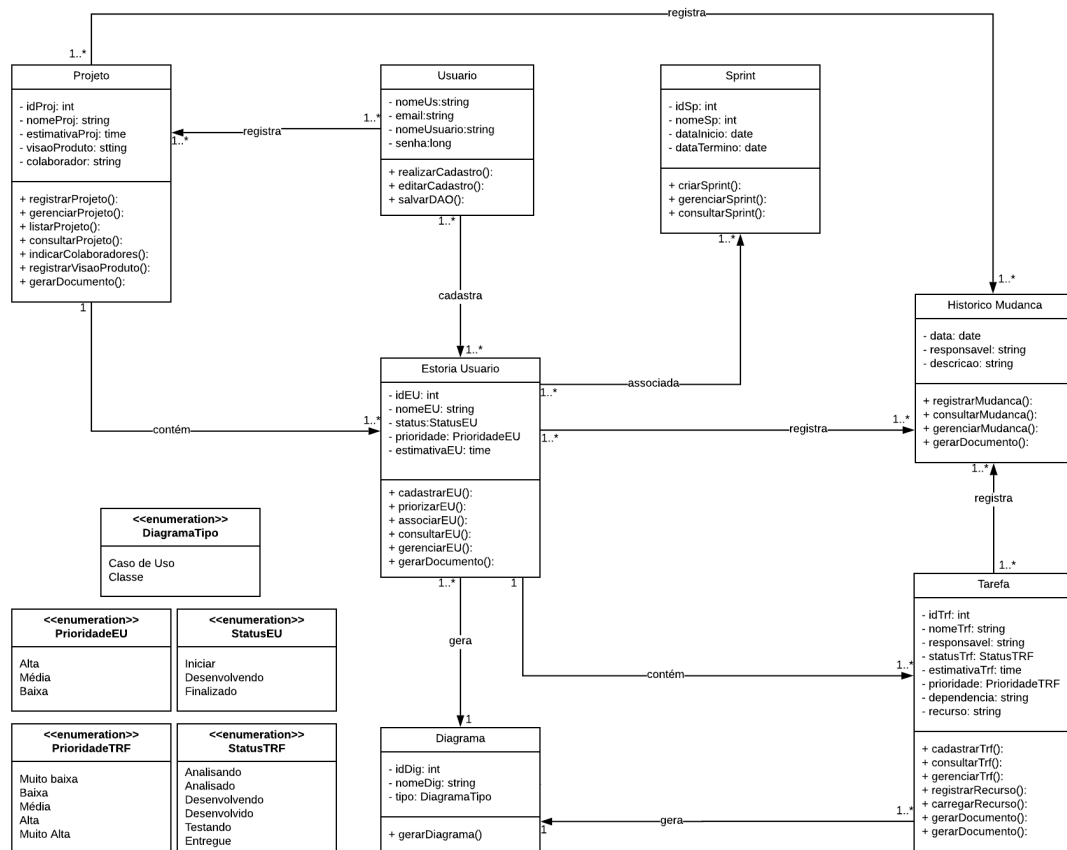 registra
1..*
1..*
Projeto
- idProj: int
- nomeProj: string
- estimativaProj: time
- visaoProduto: stting
- colaborador: string
+ registrarProjeto():
+ gerenciarProjeto():
+ listarProjeto():
+ consultarProjeto():
+ indicarColaboradores():
+ registrarVisaoProduto():
+ gerarDocumento():
1
registra
1..*
1..*
Usuario
- nomeUs:string
- email:string
- nomeUsuario:string
- senha:long
+ realizarCadastro():
+ editarCadastro():
+ salvarDAO():
1..*
cadastra
1..*
Sprint
- idSp: int
- nomeSp: int
- dataInicio: date
- dataTermino: date
+ criarSprint():
+ gerenciarSprint():
+ consultarSprint():
1..*
associada
1..*
Historico Mudanca
- data: date
- responsavel: string
- descricao: string
+ registrarMudanca():
+ consultarMudanca():
+ gerenciarMudanca():
+ gerarDocumento():
1..*
registra
1..*
contém
1..*
Estoria Usuario
- idEU: int
- nomeEU: string
- status:StatusEU
- prioridade: PrioridadeEU
- estimativaEU: time
+ cadastrarEU():
+ priorizarEU():
+ associarEU():
+ consultarEU():
+ gerenciarEU():
+ gerarDocumento():
1..*
registra
1..*
1..*
1
gera
1
contém
1..*
<<enumeration>>
DiagramaTipo
Caso de Uso
Classe
<<enumeration>>
PrioridadeEU
Alta
Média
Baixa
<<enumeration>>
StatusEU
Iniciar
Desenvolvendo
Finalizado
<<enumeration>>
PrioridadeTRF
Muito baixa
Baixa
Média
Alta
Muito Alta
<<enumeration>>
StatusTRF
Analisando
Analisado
Desenvolvendo
Desenvolvido
Testando
Entregue
Diagrama
- idDig: int
- nomeDig: string
- tipo: DiagramaTipo
+ gerarDiagrama()
1
gera
1..*
Tarefa
- idTrf: int
- nomeTrf: string
- responsavel: string
- statusTrf: StatusTRF
- estimativaTrf: time
- prioridade: PrioridadeTRF
- dependencia: string
- recurso: string
+ cadastrarTrf():
+ consultarTrf():
+ gerenciarTrf():
+ registrarRecurso():
+ carregarRecurso():
+ gerarDocumento():
+ gerarDocumento():